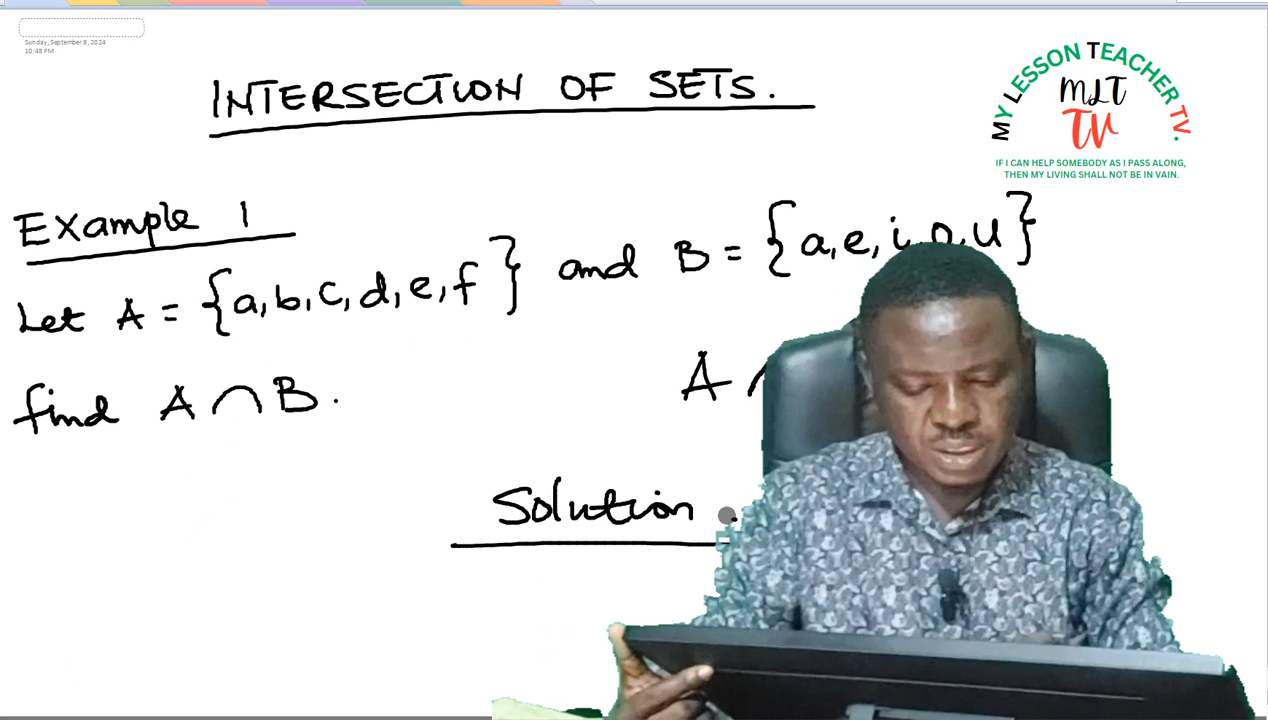 Sunday, September 8, 2024
10:48 PM
INTERSECTION OF SETS.
MY LESSON TEACHER TV.
MLT
TV
IF I CAN HELP SOMEBODY AS I PASS ALONG,
THEN MY LIVING SHALL NOT BE IN VAIN.
Example 1
Let A = {a, b, c, d, e, f} and B = {a, e, i, o, u}
find A ∩ B.
A ∩
Solution.